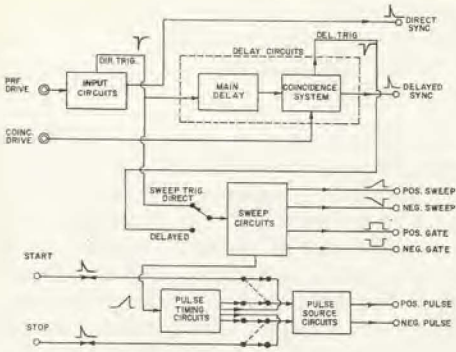 DIRECT
SYNC
DIR. TRIG.
DEL. TRIG
PRF
DRIVE
INPUT
CIRCUITS
DELAY CIRCUITS
MAIN
DELAY
COINCIDENCE
SYSTEM
DELAYED
SYNC
COINC.
DRIVE
SWEEP TRIG.
DIRECT
DELAYED
SWEEP
CIRCUITS
POS. SWEEP
NEG. SWEEP
POS. GATE
NEG. GATE
START
PULSE
TIMING
CIRCUITS
PULSE
SOURCE
CIRCUITS
POS. PULSE
NEG. PULSE
STOP